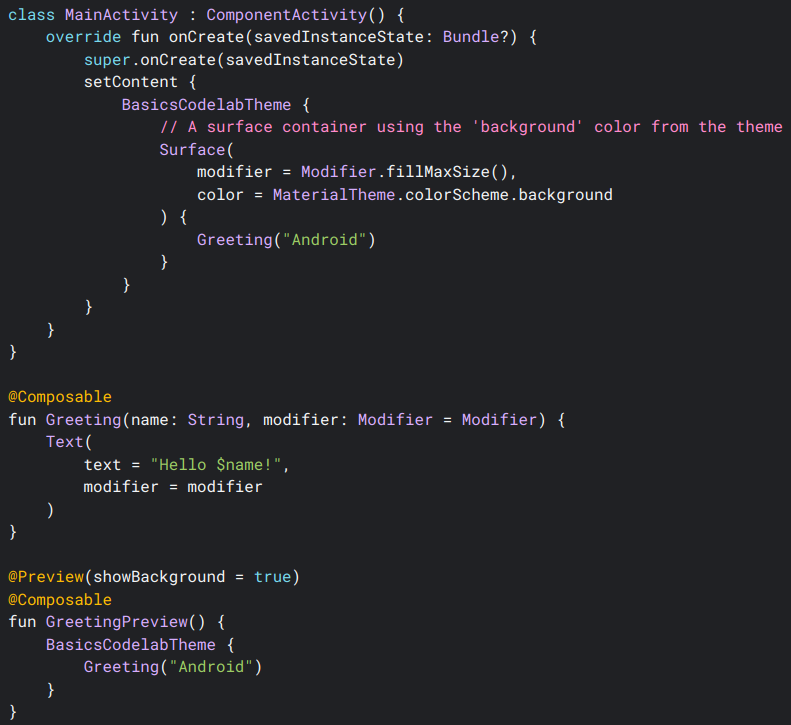 class MainActivity : ComponentActivity() {
    override fun onCreate(savedInstanceState: Bundle?) {
        super.onCreate(savedInstanceState)
        setContent {
            BasicsCodelabTheme {
                // A surface container using the 'background' color from the theme
                Surface(
                    modifier = Modifier.fillMaxSize(),
                    color = MaterialTheme.colorScheme.background
                ) {
                    Greeting("Android")
                }
            }
        }
    }
}

@Composable
fun Greeting(name: String, modifier: Modifier = Modifier) {
    Text(
        text = "Hello $name!",
        modifier = modifier
    )
}

@Preview(showBackground = true)
@Composable
fun GreetingPreview() {
    BasicsCodelabTheme {
        Greeting("Android")
    }
}